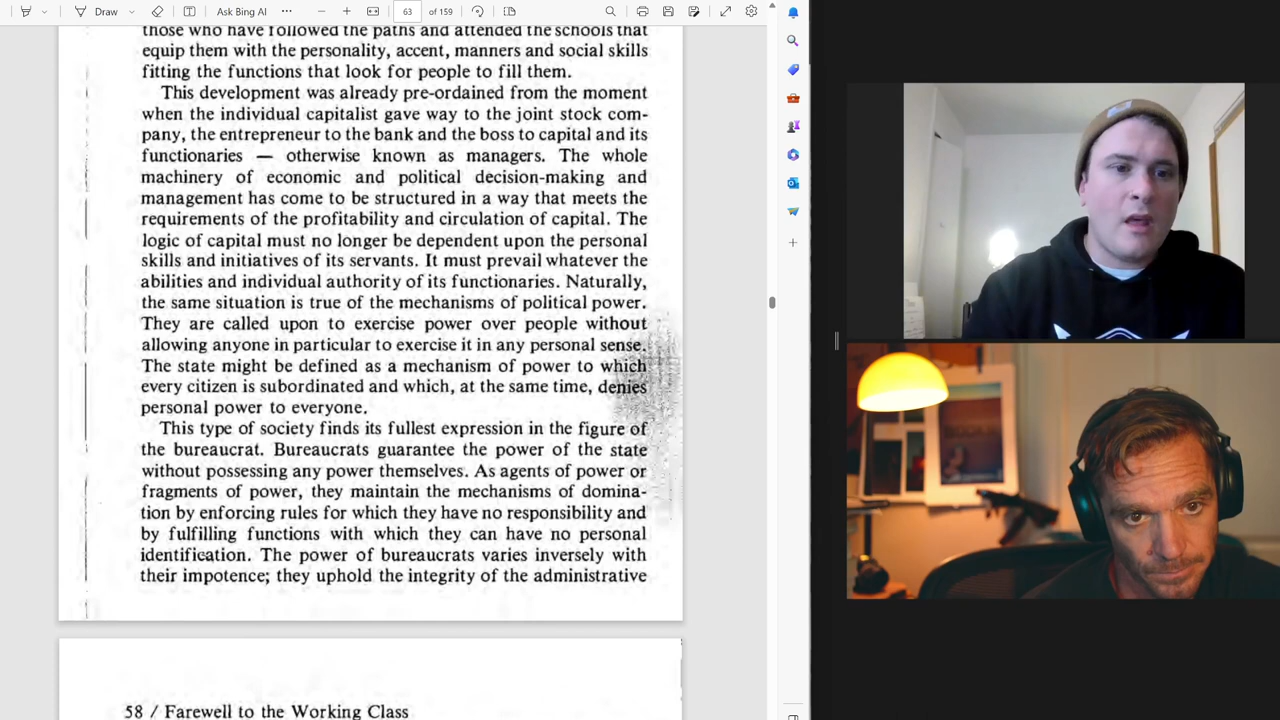 Draw
Ask Bing AI
63 of 159
those who have followed the paths and attended the schools that
equip them with the personality, accent, manners and social skills
fitting the functions that look for people to fill them.
This development was already pre-ordained from the moment
when the individual capitalist gave way to the joint stock com-
pany, the entrepreneur to the bank and the boss to capital and its
functionaries — otherwise known as managers. The whole
machinery of economic and political decision-making and
management has come to be structured in a way that meets the
requirements of the profitability and circulation of capital. The
logic of capital must no longer be dependent upon the personal
skills and initiatives of its servants. It must prevail whatever the
abilities and individual authority of its functionaries. Naturally,
the same situation is true of the mechanisms of political power.
They are called upon to exercise power over people without
allowing anyone in particular to exercise it in any personal sense.
The state might be defined as a mechanism of power to which
every citizen is subordinated and which, at the same time, denies
personal power to everyone.
This type of society finds its fullest expression in the figure of
the bureaucrat. Bureaucrats guarantee the power of the state
without possessing any power themselves. As agents of power or
fragments of power, they maintain the mechanisms of domina-
tion by enforcing rules for which they have no responsibility and
by fulfilling functions with which they can have no personal
identification. The power of bureaucrats varies inversely with
their impotence; they uphold the integrity of the administrative
58 / Farewell to the Working Class